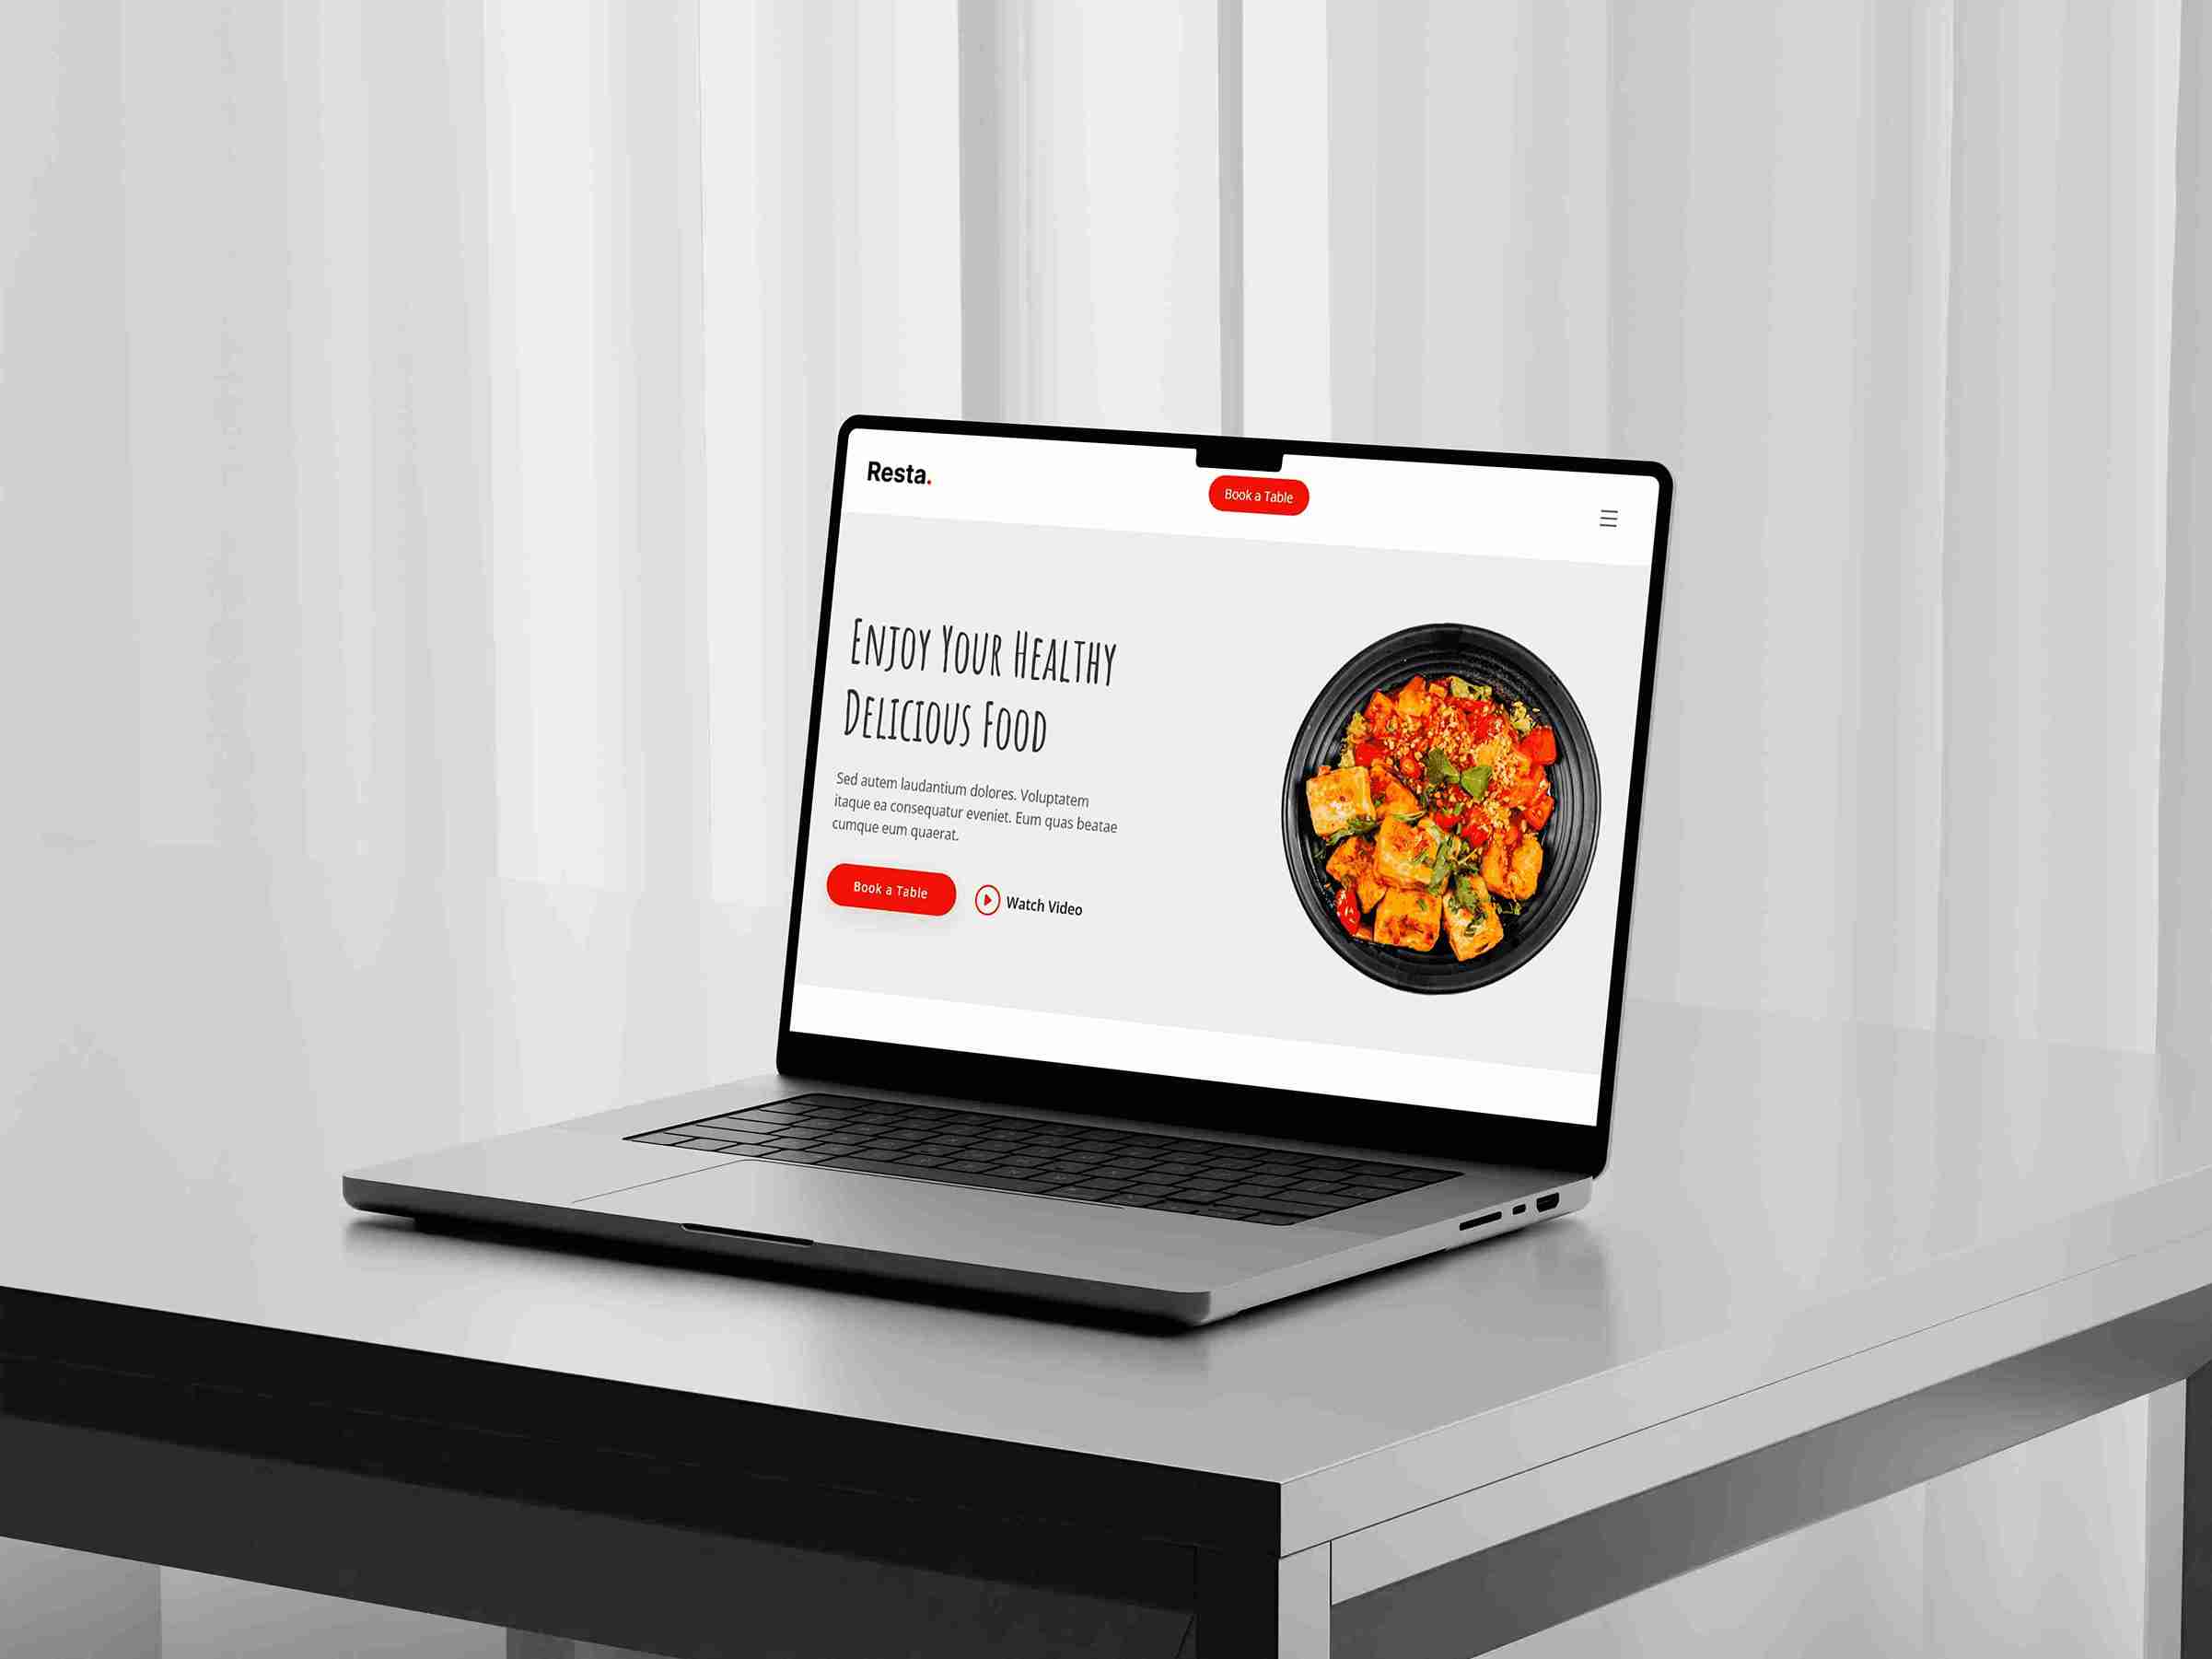 Resta.
Book a Table
Enjoy Your Healthy
Delicious Food
Sed autem laudantium dolores. Voluptatem
itaque ea consequatur eveniet. Eum quas beatae
cumque eum quaerat.
Book a Table
Watch Video